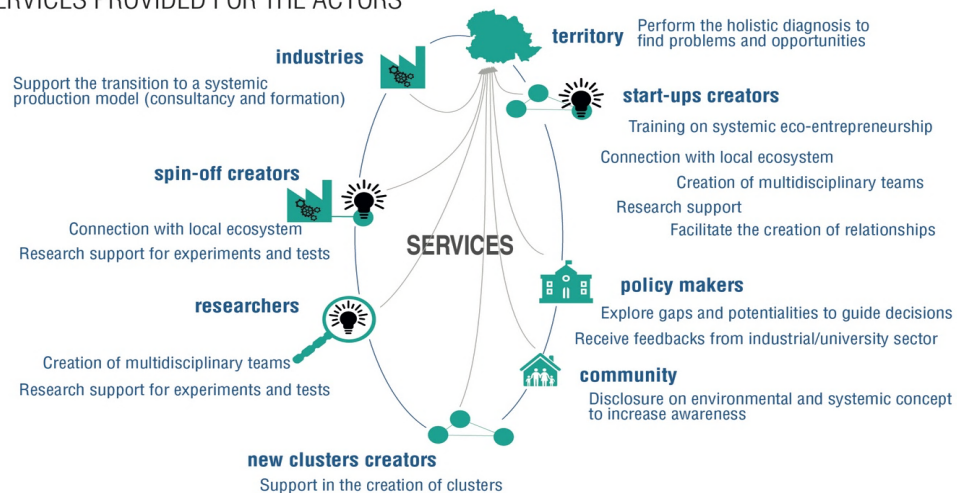 SERVICES PROVIDED FOR THE ACTORS
territory
Perform the holistic diagnosis to
find problems and opportunities
industries
Support the transition to a systemic
production model (consultancy and formation)
start-ups creators
Training on systemic eco-entrepreneurship
Connection with local ecosystem
Creation of multidisciplinary teams
Research support
Facilitate the creation of relationships
spin-off creators
Connection with local ecosystem
Research support for experiments and tests
SERVICES
policy makers
Explore gaps and potentialities to guide decisions
Receive feedbacks from industrial/university sector
researchers
Creation of multidisciplinary teams
Research support for experiments and tests
community
Disclosure on environmental and systemic concept
to increase awareness
new clusters creators
Support in the creation of clusters